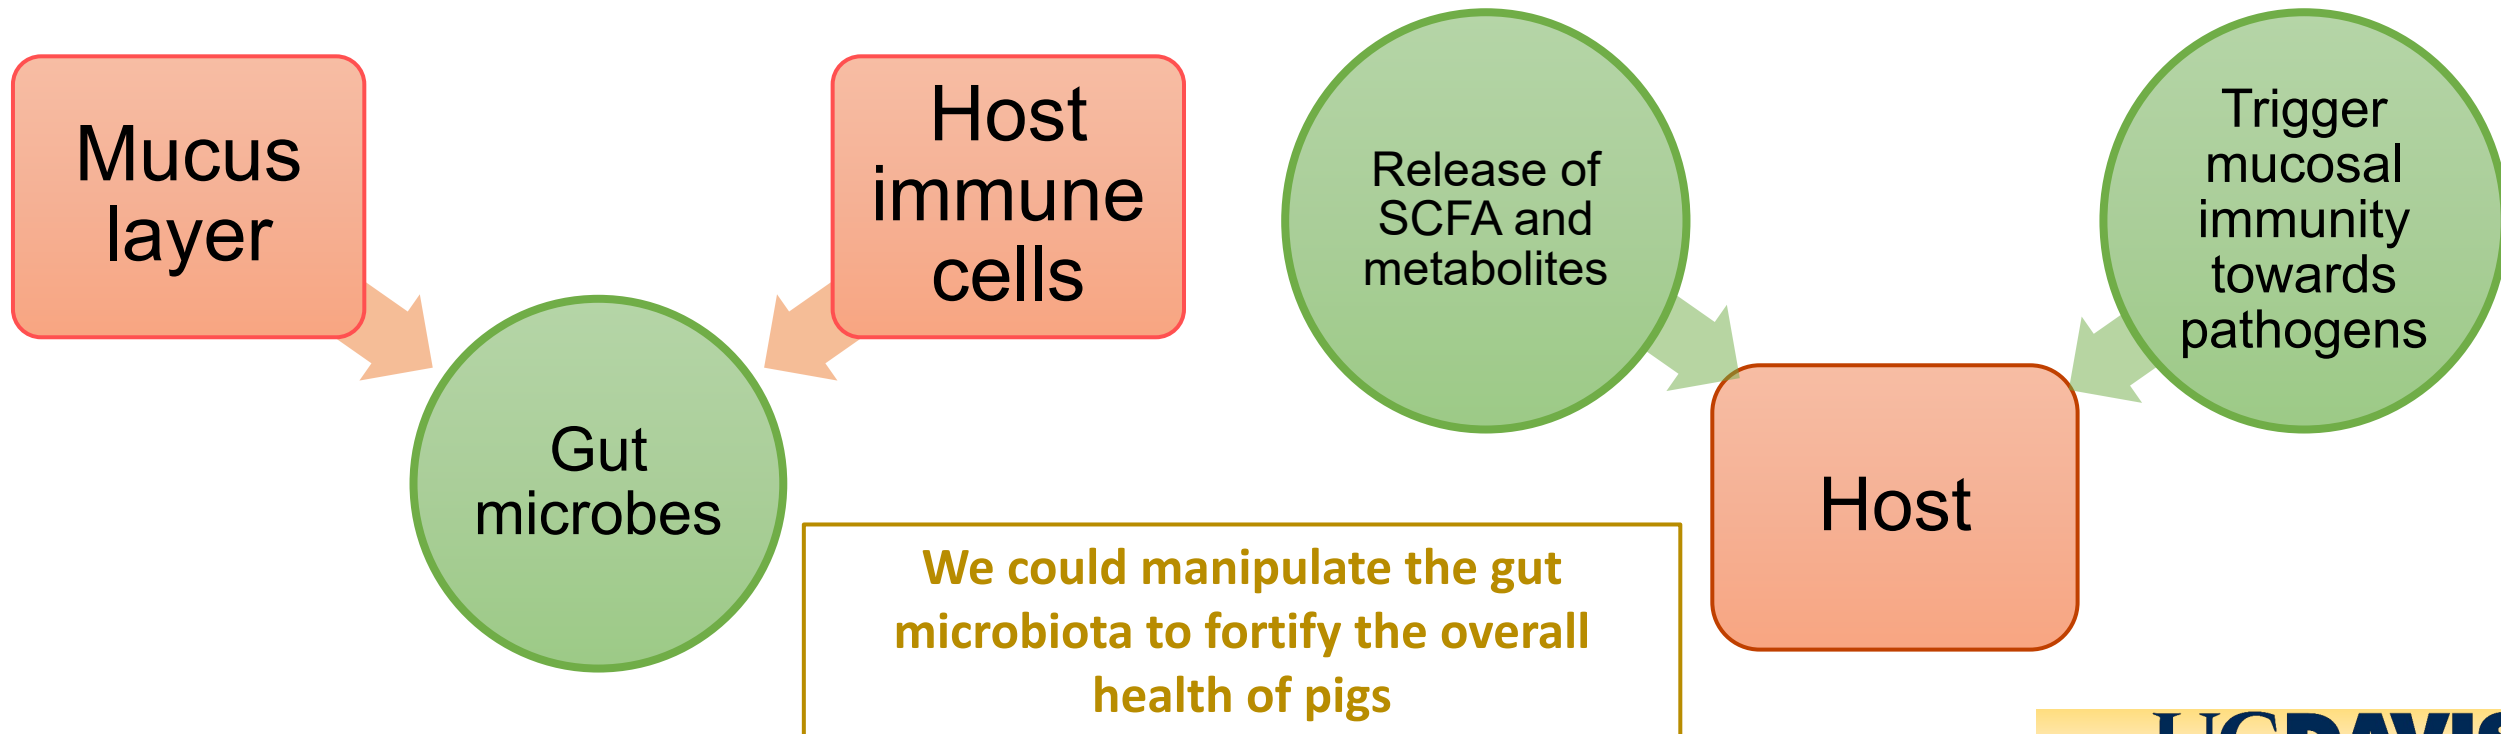 Mucus
layer
Host
immune
cells
Gut
microbes
Release of
SCFA and
metabolites
Trigger
mucosal
immunity
towards
pathogens
Host
We could manipulate the gut
microbiota to fortify the overall
health of pigs
UCDAVIS